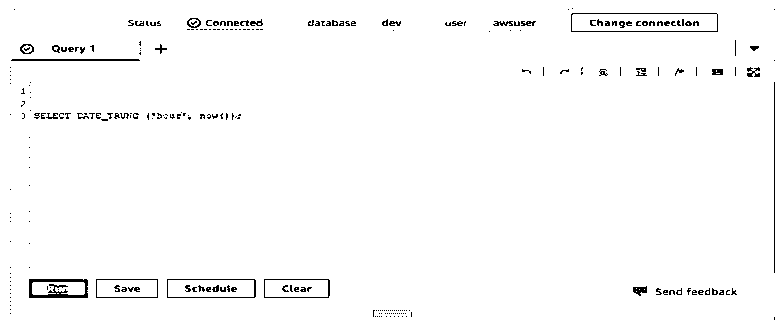 Status Connected database dev user awsuser Change connection
Query 1 +
1
2
3 SELECT DATE_TRUNC ('hour', now());
Run Save Schedule Clear Send feedback